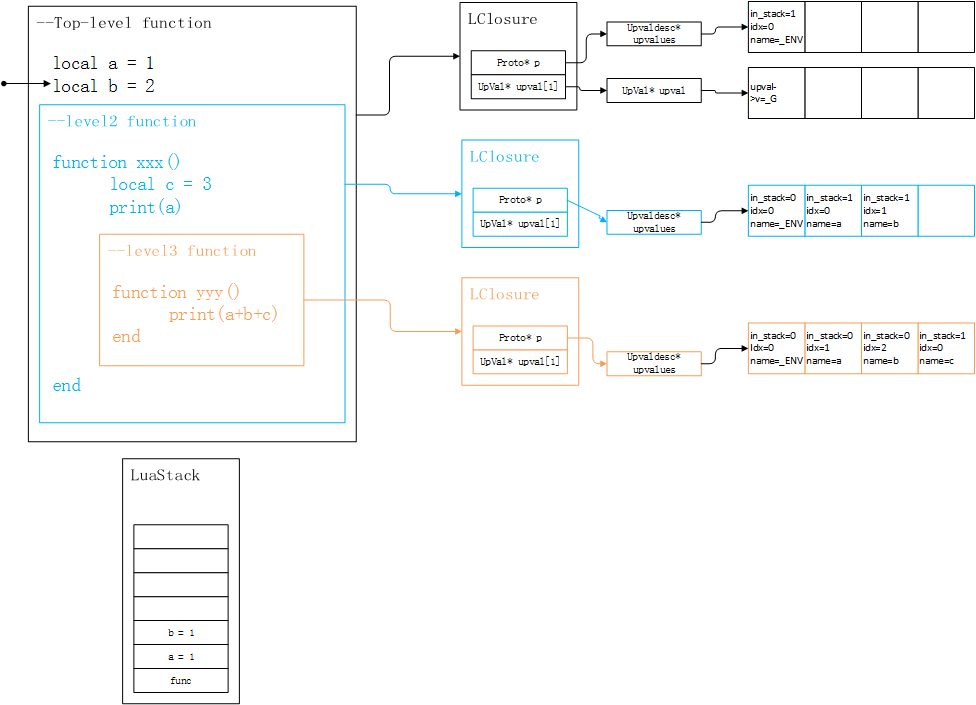 --Top-level function
local a = 1
local b = 2
--level2 function
function xxx()
local c = 3
print(a)
--level3 function
function yyy()
print(a+b+c)
end
end
LClosure
Proto* p
UpVal* upval[1]
Upvaldesc*
upvalues
in_stack=1
idx=0
name=_ENV
UpVal* upval
upval-
>v=_G
LClosure
Proto* p
UpVal* upval[1]
Upvaldesc*
upvalues
in_stack=0
idx=0
name=_ENV
in_stack=1
idx=0
name=a
in_stack=1
idx=1
name=b
LClosure
Proto* p
UpVal* upval[1]
Upvaldesc*
upvalues
in_stack=0
Idx=0
name=_ENV
in_stack=0
idx=1
name=a
in_stack=0
idx=2
name=b
in_stack=1
idx=0
name=c
LuaStack
b = 1
a = 1
func